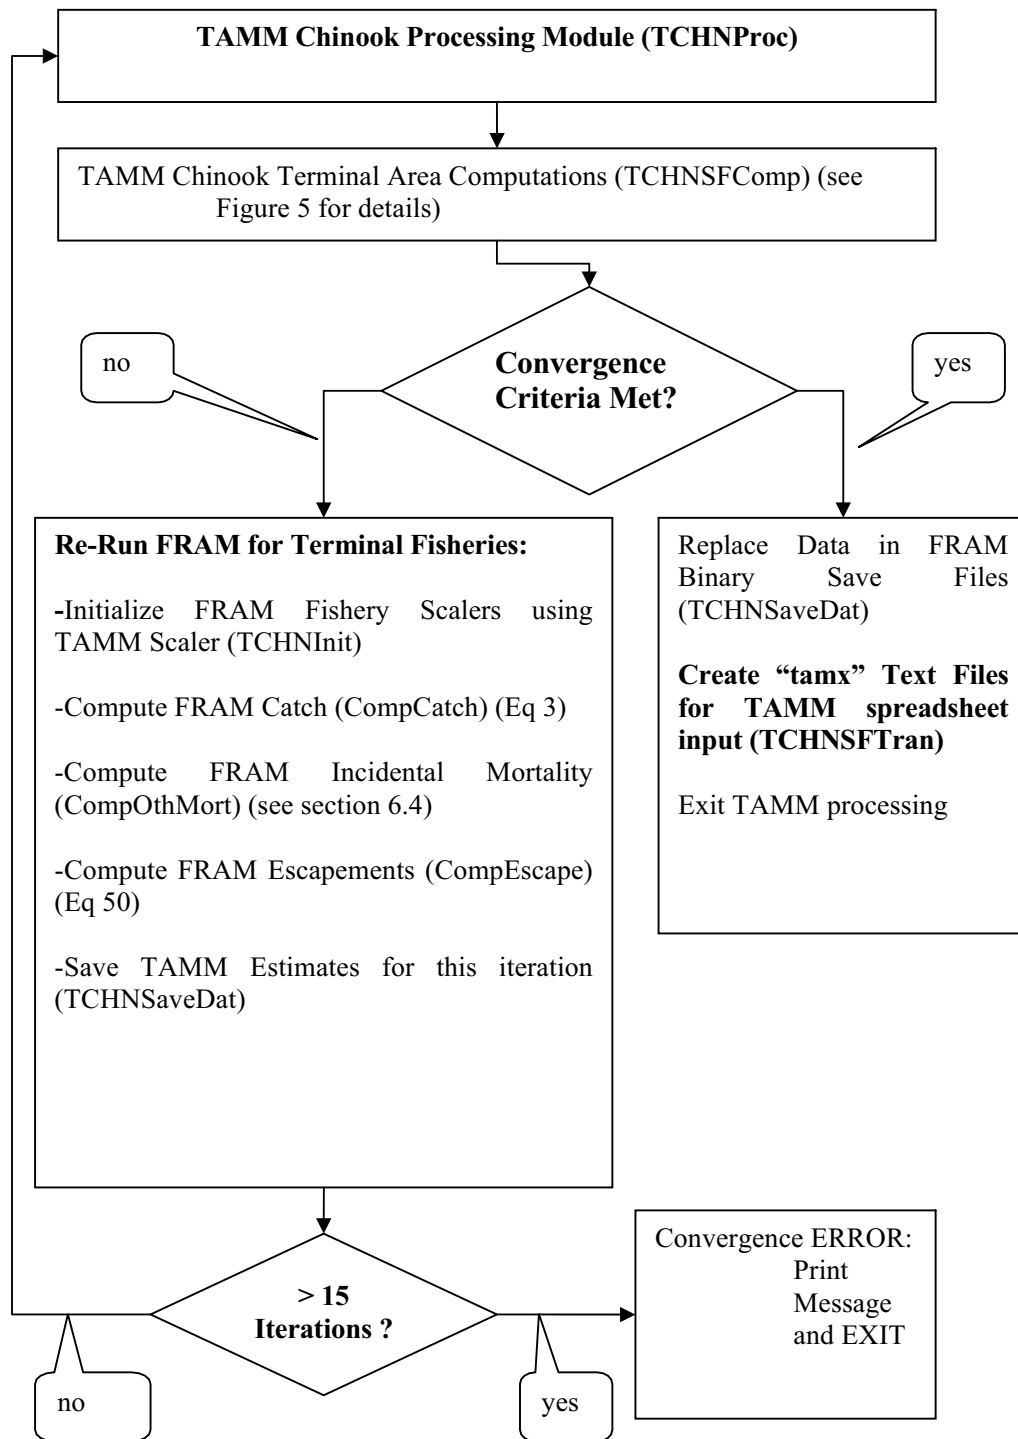 TAMM Chinook Processing Module (TCHNProc)
TAMM Chinook Terminal Area Computations (TCHNSFComp) (see
Figure 5 for details)
no
Convergence
Criteria Met?
yes
Re-Run FRAM for Terminal Fisheries:
-Initialize FRAM Fishery Scalers using
TAMM Scaler (TCHNInit)
-Compute FRAM Catch (CompCatch) (Eq 3)
-Compute FRAM Incidental Mortality
(CompOthMort) (see section 6.4)
-Compute FRAM Escapements (CompEscape)
(Eq 50)
-Save TAMM Estimates for this iteration
(TCHNSaveDat)
Replace Data in FRAM
Binary Save Files
(TCHNSaveDat)
Create “tamx” Text Files
for TAMM spreadsheet
input (TCHNSFTran)
Exit TAMM processing
> 15
Iterations ?
Convergence ERROR:
Print
Message
and EXIT
no
yes